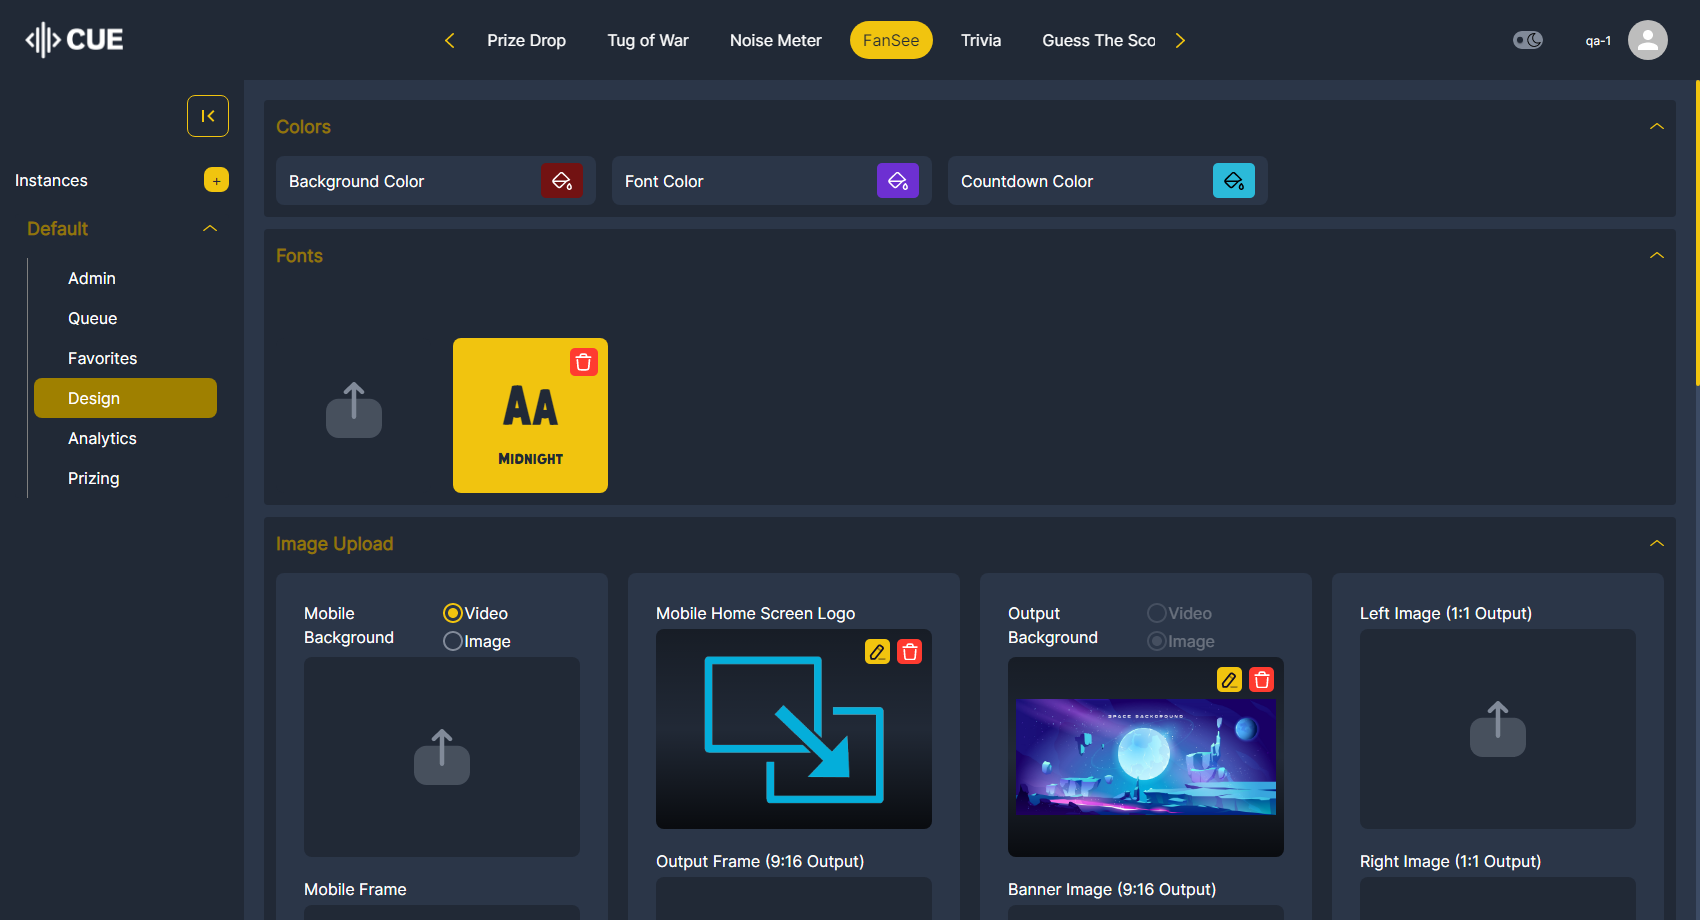 CUE
Prize Drop
Tug of War
Noise Meter
FanSee
Trivia
Guess The Sco
qa-1
Instances
+
Default
Admin
Queue
Favorites
Design
Analytics
Prizing
Colors
Background Color
Font Color
Countdown Color
Fonts
AA
MIDNIGHT
Image Upload
Mobile
Background
Video
Image
Mobile Home Screen Logo
Output
Background
Video
Image
SPACE BACKGROUND
Left Image (1:1 Output)
Mobile Frame
Output Frame (9:16 Output)
Banner Image (9:16 Output)
Right Image (1:1 Output)